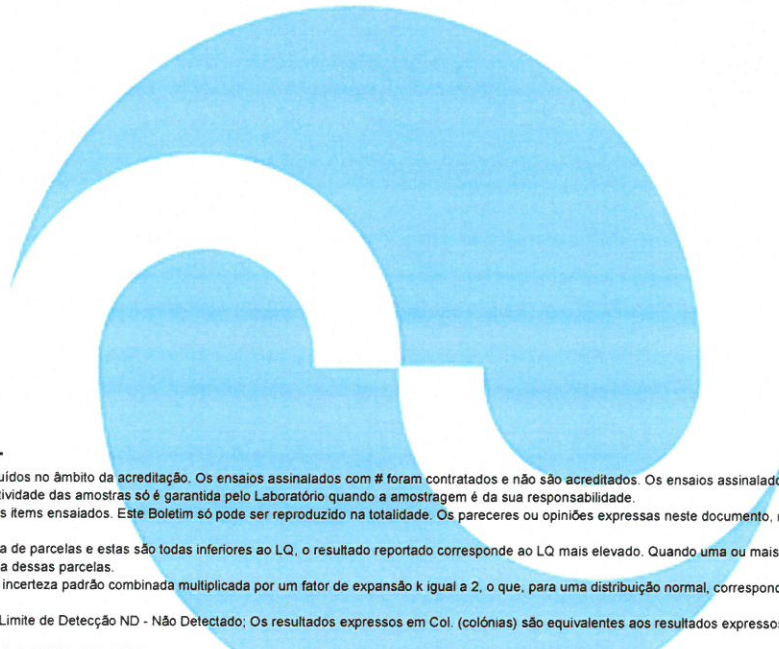 uídos no âmbito da acreditação. Os ensaios assinalados com # foram contratados e não são acreditados. Os ensaios assinalado
tividade das amostras só é garantida pelo Laboratório quando a amostragem é da sua responsabilidade.
s items ensaiados. Este Boletim só pode ser reproduzido na totalidade. Os pareceres ou opiniões expressas neste documento,
a de parcelas e estas são todas inferiores ao LQ, o resultado reportado corresponde ao LQ mais elevado. Quando uma ou mais
a dessas parcelas.
incerteza padrão combinada multiplicada por um fator de expansão k igual a 2, o que, para uma distribuição normal, correspond
Limite de Detecção ND - Não Detectado; Os resultados expressos em Col. (colónias) são equivalentes aos resultados expresso